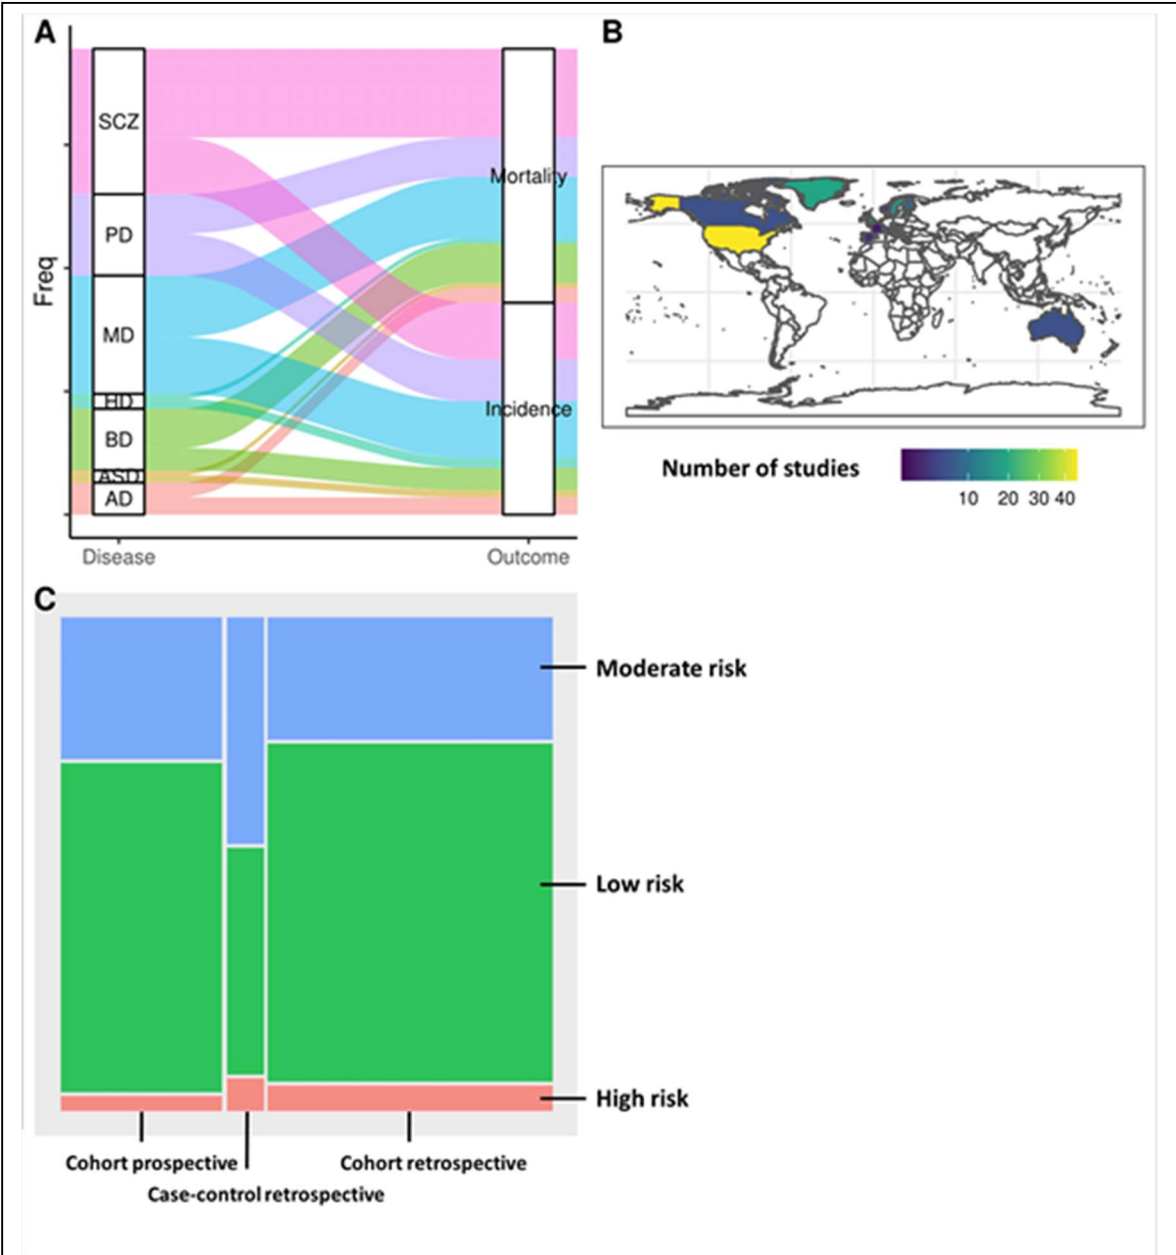 A
B
SCZ
PD
MD
HD
BD
ASD
AD
Mortality
Incidence
Freq
Disease
Outcome
Number of studies
10 20 30 40
C
Moderate risk
Low risk
High risk
Cohort prospective
Cohort retrospective
Case-control retrospective